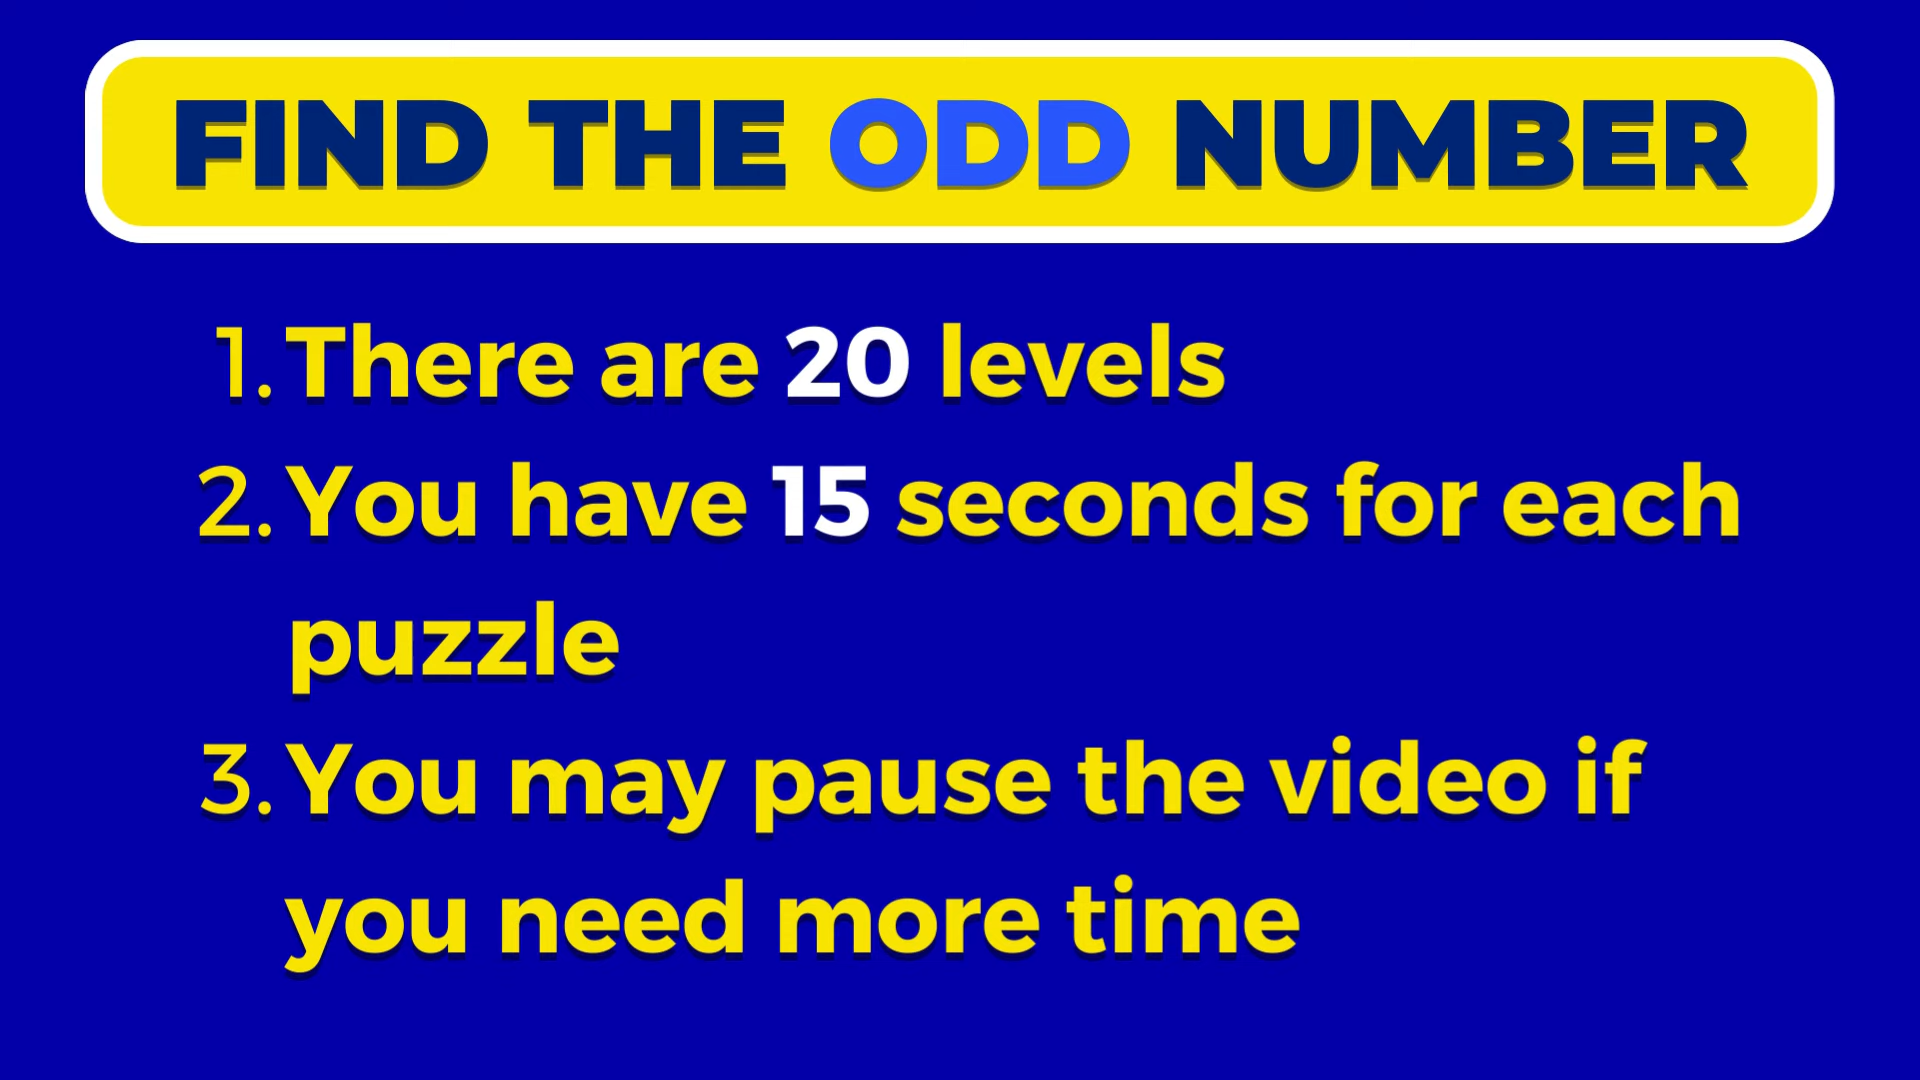 FIND THE ODD NUMBER
1. There are 20 levels
2. You have 15 seconds for each
puzzle
3. You may pause the video if
you need more time